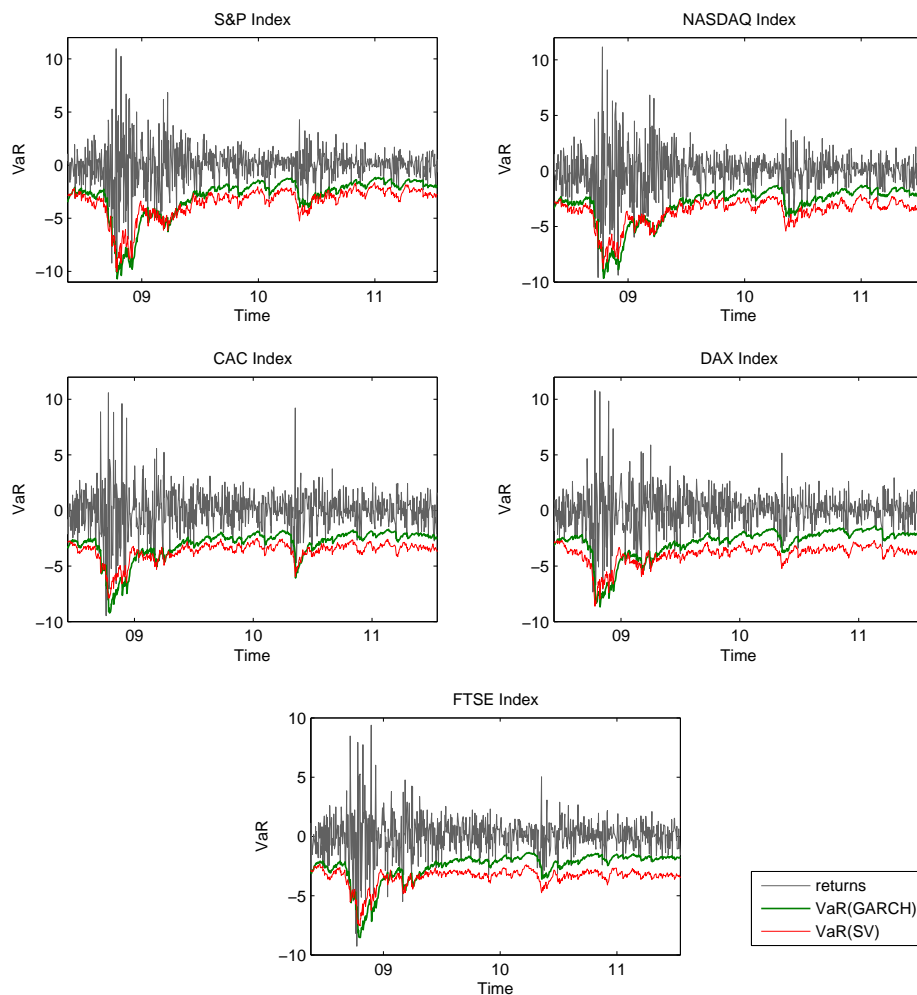 S&P Index
10
5
0
−5
−10
VaR
09
10
11
Time
NASDAQ Index
10
5
0
−5
−10
VaR
09
10
11
Time
CAC Index
10
5
0
−5
−10
VaR
09
10
11
Time
DAX Index
10
5
0
−5
−10
VaR
09
10
11
Time
FTSE Index
10
5
0
−5
−10
VaR
09
10
11
Time
returns
VaR(GARCH)
VaR(SV)